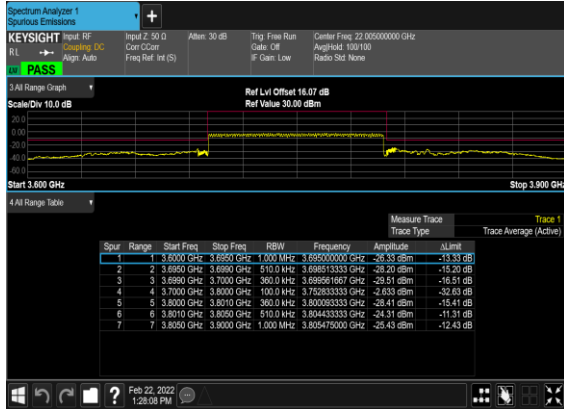 Spectrum Analyzer 1
Spurious Emissions
+
KEYSIGHT Input: RF Input Z: 50 Ω Atten: 30 dB Trig: Free Run Center Freq: 22.005000000 GHz
RL Coupling: DC Corr CCorr Gate: Off Avg|Hold: 100/100
Align: Auto Freq Ref: Int (S) IF Gain: Low Radio Std: None
PASS
3 All Range Graph
Ref Lvl Offset 16.07 dB
Scale/Div 10.0 dB Ref Value 30.00 dBm
20.0
0.00
-20.0
-40.0
-60.0
Start 3.600 GHz Stop 3.900 GHz
4 All Range Table
Measure Trace Trace 1
Trace Type Trace Average (Active)
Spur Range Start Freq Stop Freq RBW Frequency Amplitude ΔLimit
1 1 3.6000 GHz 3.6950 GHz 1.000 MHz 3.695000000 GHz -26.33 dBm -13.33 dB
2 2 3.6950 GHz 3.6990 GHz 510.0 kHz 3.698513333 GHz -28.20 dBm -15.20 dB
3 3 3.6990 GHz 3.7000 GHz 360.0 kHz 3.699561667 GHz -29.51 dBm -16.51 dB
4 4 3.7000 GHz 3.8000 GHz 100.0 kHz 3.752833333 GHz -2.633 dBm -32.63 dB
5 5 3.8000 GHz 3.8010 GHz 360.0 kHz 3.800093333 GHz -28.41 dBm -15.41 dB
6 6 3.8010 GHz 3.8050 GHz 510.0 kHz 3.804433333 GHz -24.31 dBm -11.31 dB
7 7 3.8050 GHz 3.9000 GHz 1.000 MHz 3.805475000 GHz -25.43 dBm -12.43 dB
?
Feb 22, 2022
1:28:08 PM